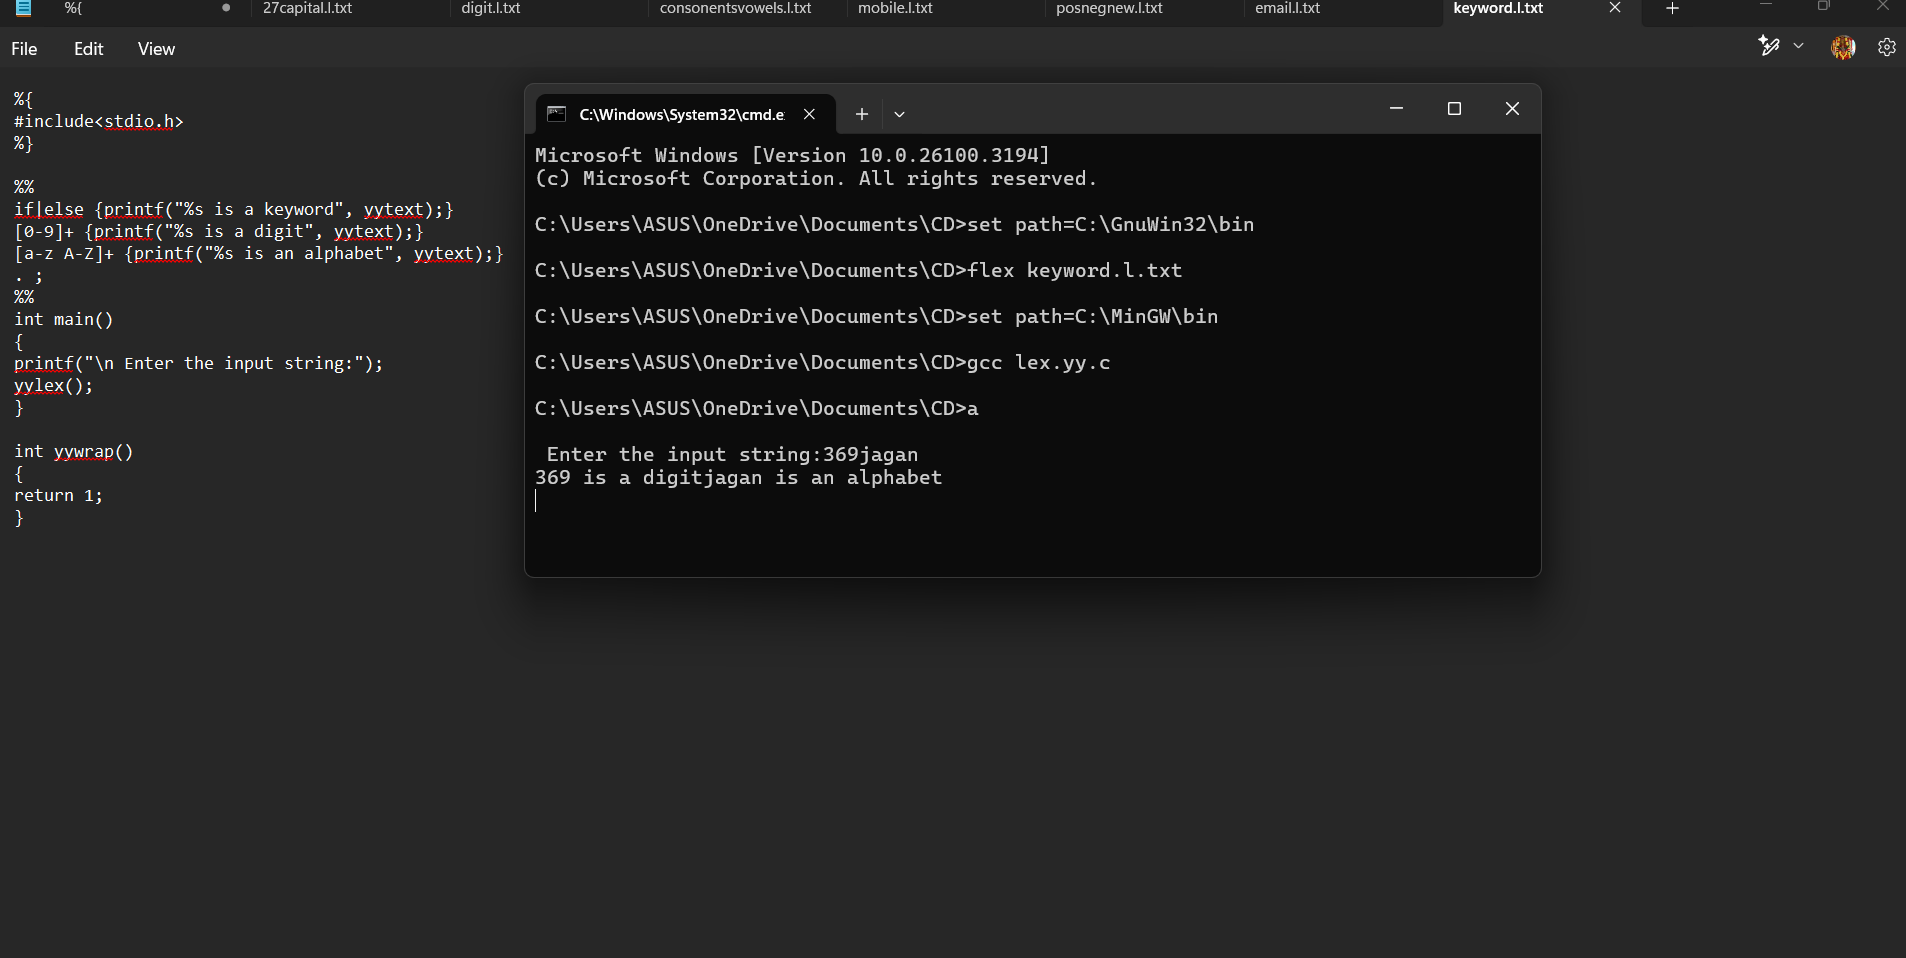 %{
27capital.l.txt
digit.l.txt
consonentsvowels.l.txt
mobile.l.txt
posnegnew.l.txt
email.l.txt
keyword.l.txt
File
Edit
View
%{
#include<stdio.h>
%}
%%
if|else {printf("%s is a keyword", yytext);}
[0-9]+ {printf("%s is a digit", yytext);}
[a-z A-Z]+ {printf("%s is an alphabet", yytext);}
. ;
%%
int main()
{
printf("\n Enter the input string:");
yylex();
}
int yywrap()
{
return 1;
}
C:\Windows\System32\cmd.e
Microsoft Windows [Version 10.0.26100.3194]
(c) Microsoft Corporation. All rights reserved.
C:\Users\ASUS\OneDrive\Documents\CD>set path=C:\GnuWin32\bin
C:\Users\ASUS\OneDrive\Documents\CD>flex keyword.l.txt
C:\Users\ASUS\OneDrive\Documents\CD>set path=C:\MinGW\bin
C:\Users\ASUS\OneDrive\Documents\CD>gcc lex.yy.c
C:\Users\ASUS\OneDrive\Documents\CD>a
Enter the input string:369jagan
369 is a digitjagan is an alphabet